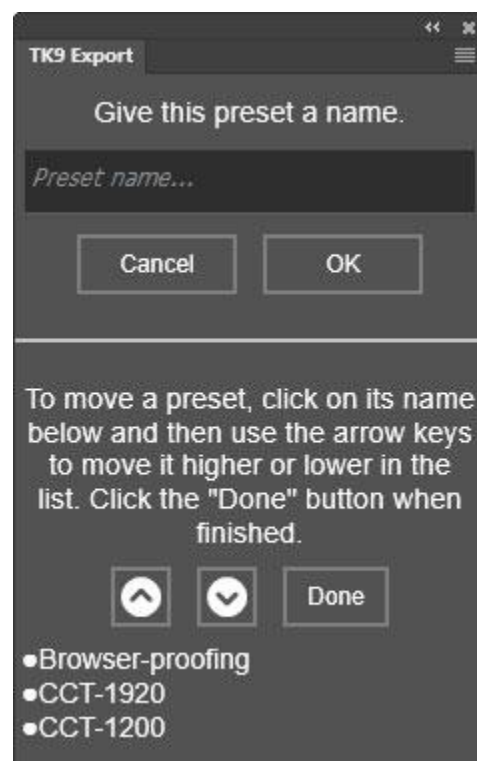 TK9 Export
Give this preset a name.
Preset name...
Cancel OK
To move a preset, click on its name
below and then use the arrow keys
to move it higher or lower in the
list. Click the "Done" button when
finished.
Done
●Browser-proofing
●CCT-1920
●CCT-1200